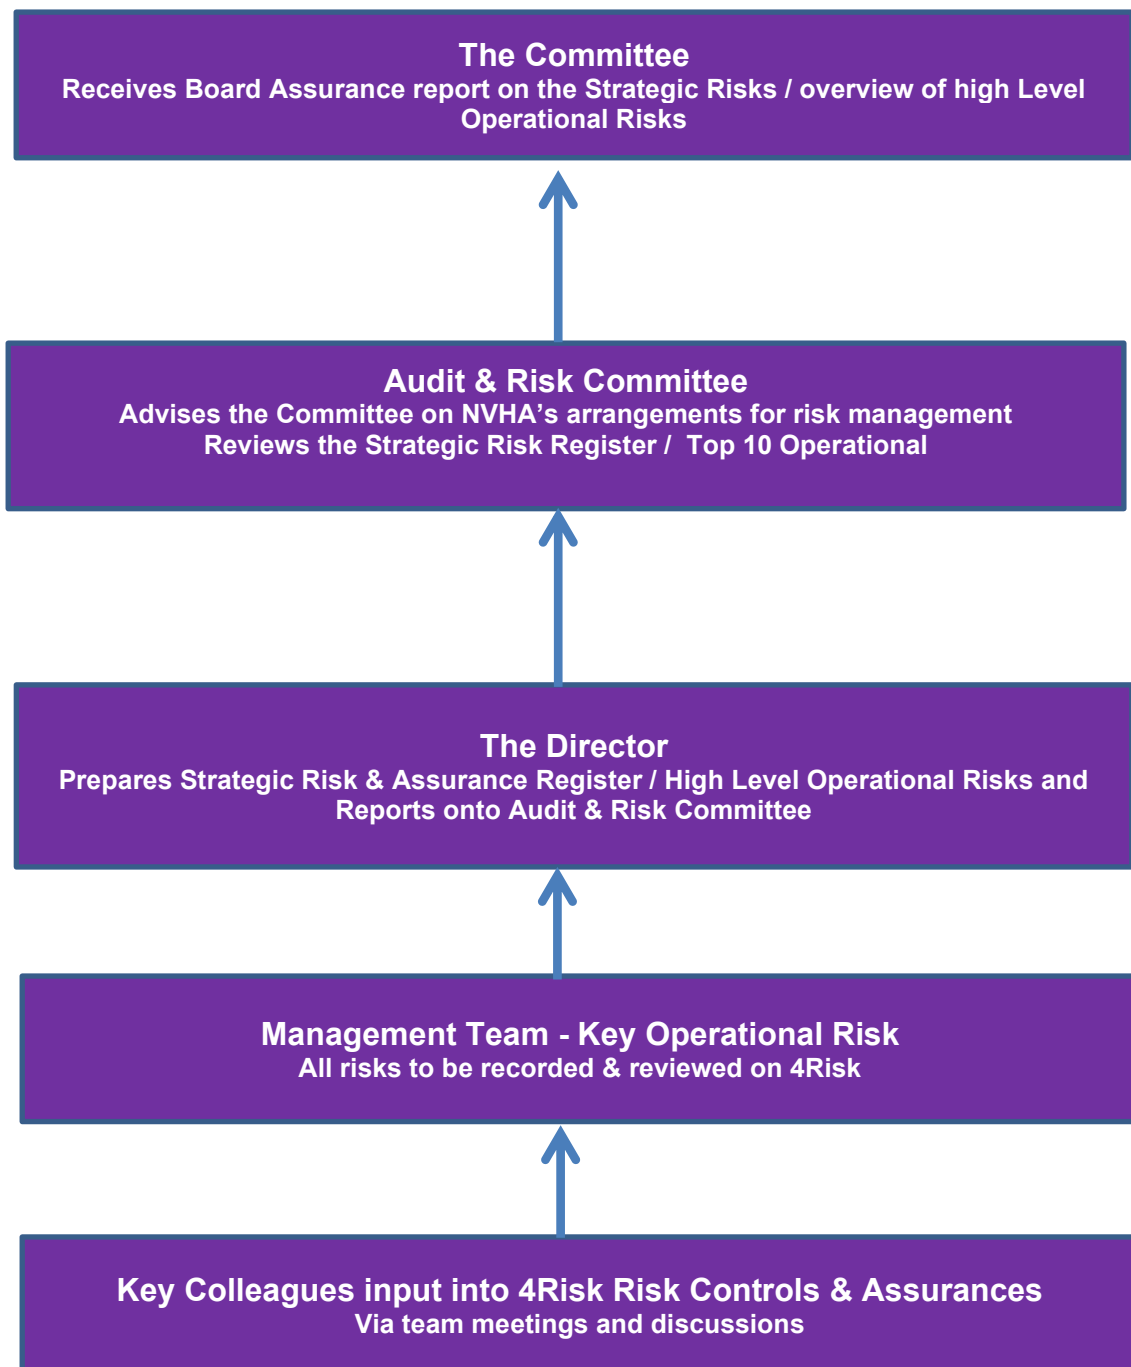 The Committee
Receives Board Assurance report on the Strategic Risks / overview of high Level
Operational Risks
Audit & Risk Committee
Advises the Committee on NVHA’s arrangements for risk management
Reviews the Strategic Risk Register /  Top 10 Operational
The Director
Prepares Strategic Risk & Assurance Register / High Level Operational Risks and
Reports onto Audit & Risk Committee
Management Team - Key Operational Risk
All risks to be recorded & reviewed on 4Risk
Key Colleagues input into 4Risk Risk Controls & Assurances
Via team meetings and discussions